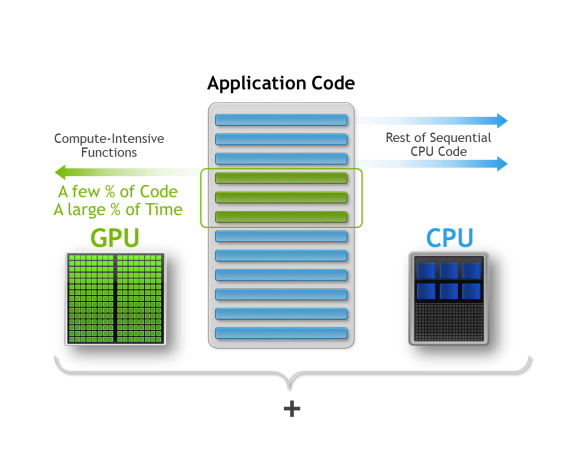 Application Code
Compute-Intensive
Functions
Rest of Sequential
CPU Code
A few % of Code
A large % of Time
GPU
CPU
+